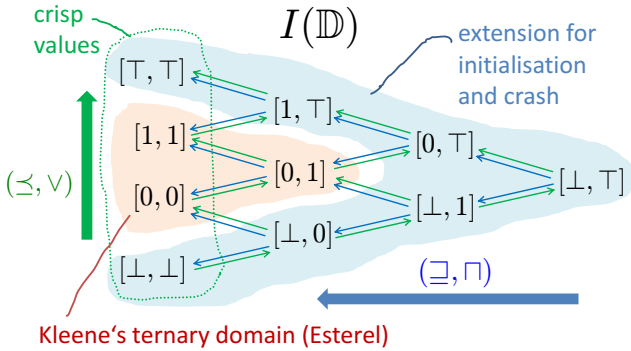 crisp
values
I(𝔻)
extension for
initialisation
and crash
[⊤, ⊤]
[1, ⊤]
[1, 1]
[0, ⊤]
[0, 1]
[⊥, ⊤]
(⪯, ∨)
[0, 0]
[⊥, 1]
[⊥, 0]
[⊥, ⊥]
(⊒, ⊓)
Kleene‘s ternary domain (Esterel)